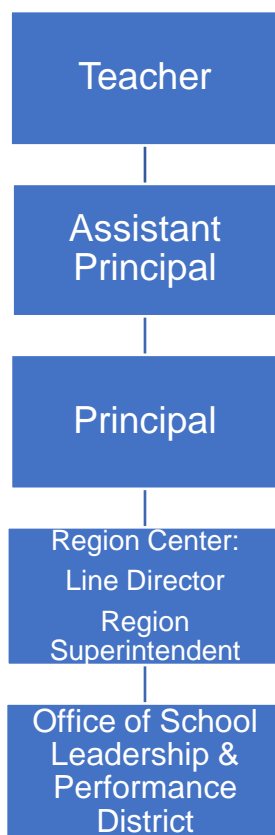 Teacher
Assistant
Principal
Principal
Region Center:
Line Director
Region
Superintendent
Office of School
Leadership &
Performance
District